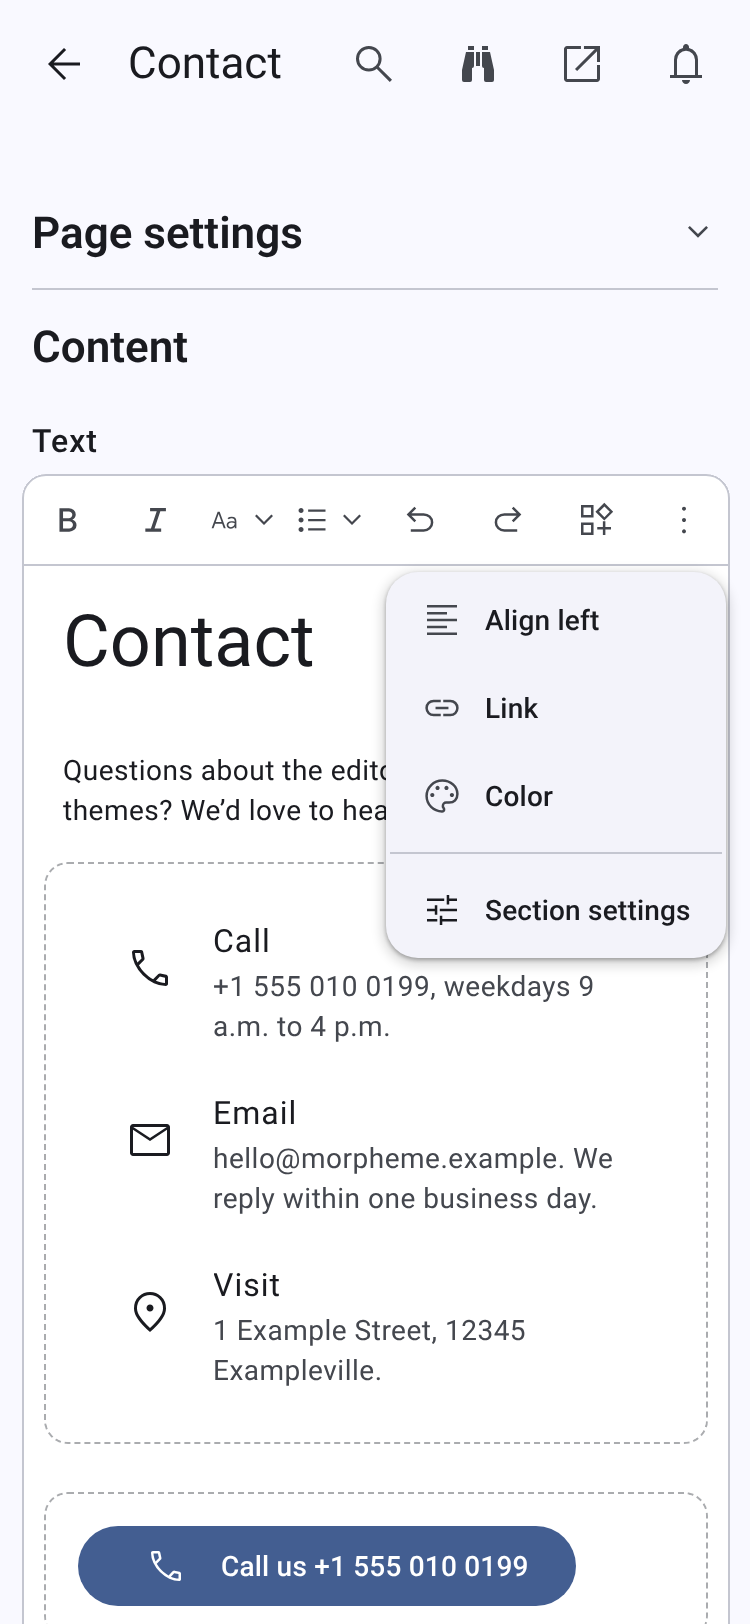 Contact
Page settings
Content
Text
B I Aa
Align left
Link
Color
Section settings
Contact
Questions about the
themes? We’d love to
Call
+1 555 010 0199, weekdays 9
a.m. to 4 p.m.
Email
hello@morpheme.example. We
reply within one business day.
Visit
1 Example Street, 12345
Exampleville.
Call us +1 555 010 0199